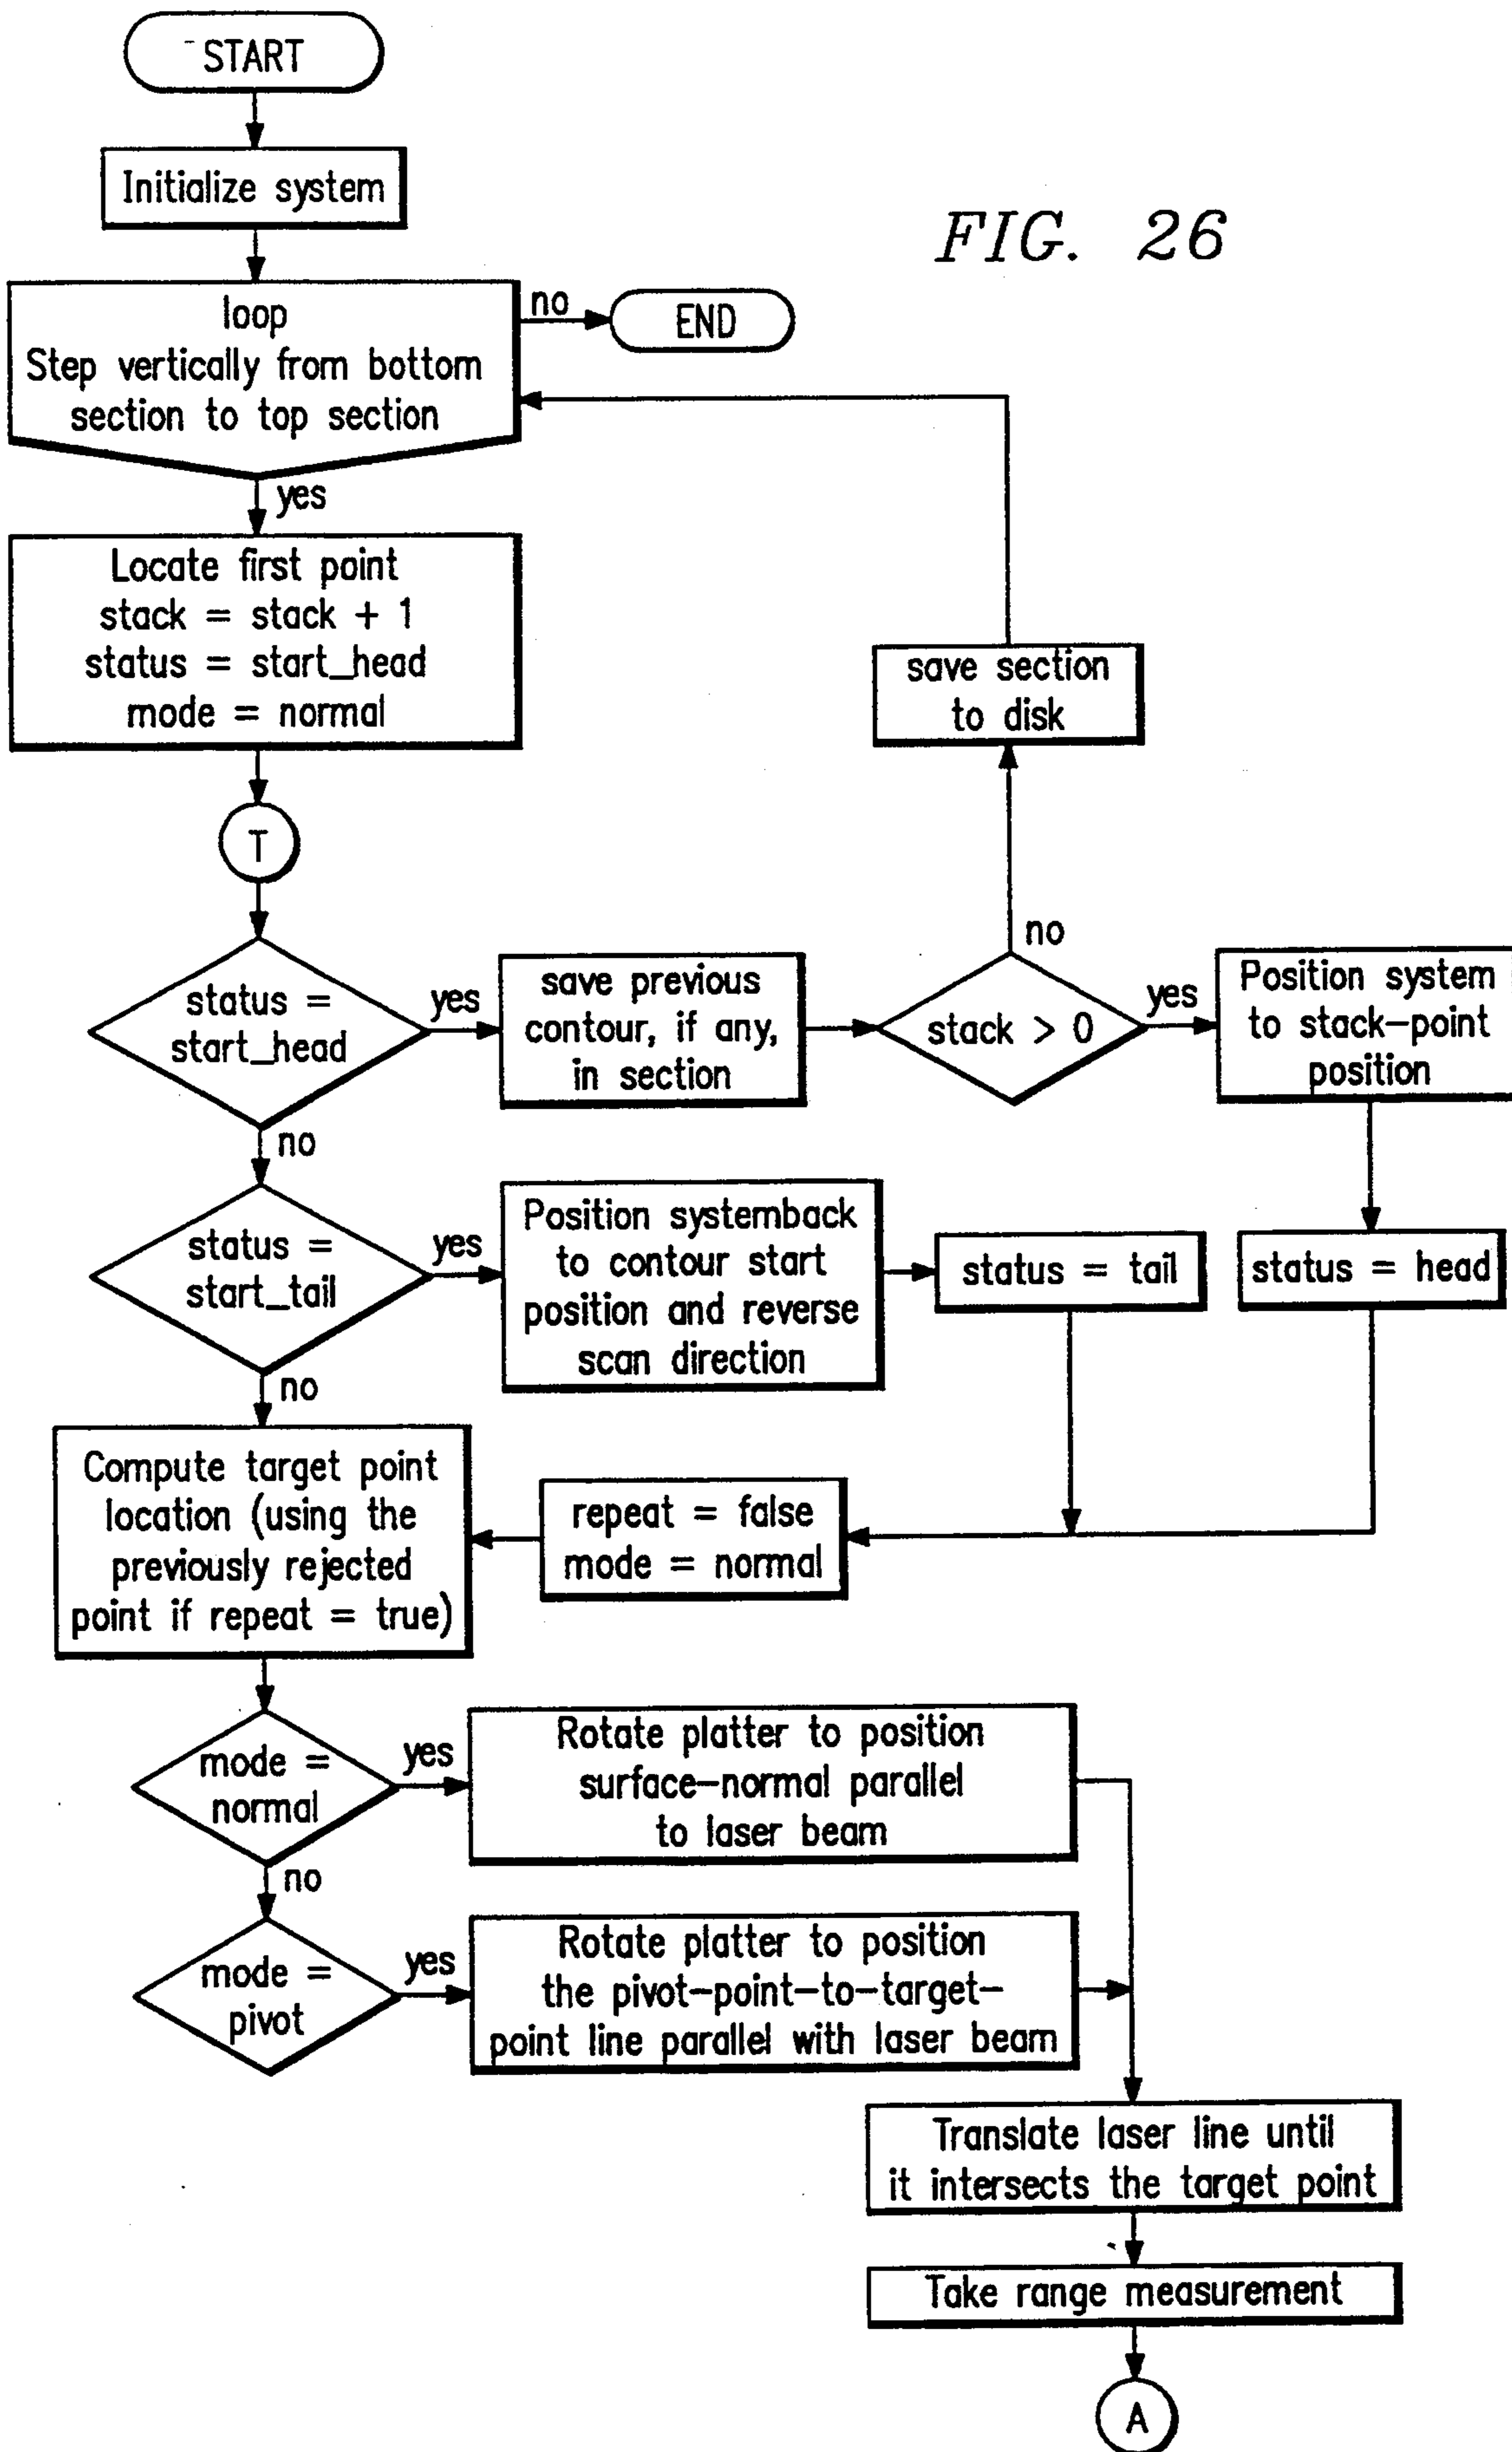 START
Initialize system
FIG. 26
loop
Step vertically from bottom
section to top section
no
END
yes
Locate first point
stack = stack + 1
status = start_head
mode = normal
save section
to disk
T
no
status =
start_head
yes
save previous
contour, if any,
in section
stack > 0
yes
Position system
to stack-point
position
no
status =
start_tail
yes
Position systemback
to contour start
position and reverse
scan direction
status = tail
status = head
no
Compute target point
location (using the
previously rejected
point if repeat = true)
repeat = false
mode = normal
mode =
normal
yes
Rotate platter to position
surface-normal parallel
to laser beam
no
mode =
pivot
yes
Rotate platter to position
the pivot-point-to-target-
point line parallel with laser beam
Translate laser line until
it intersects the target point
Take range measurement
A